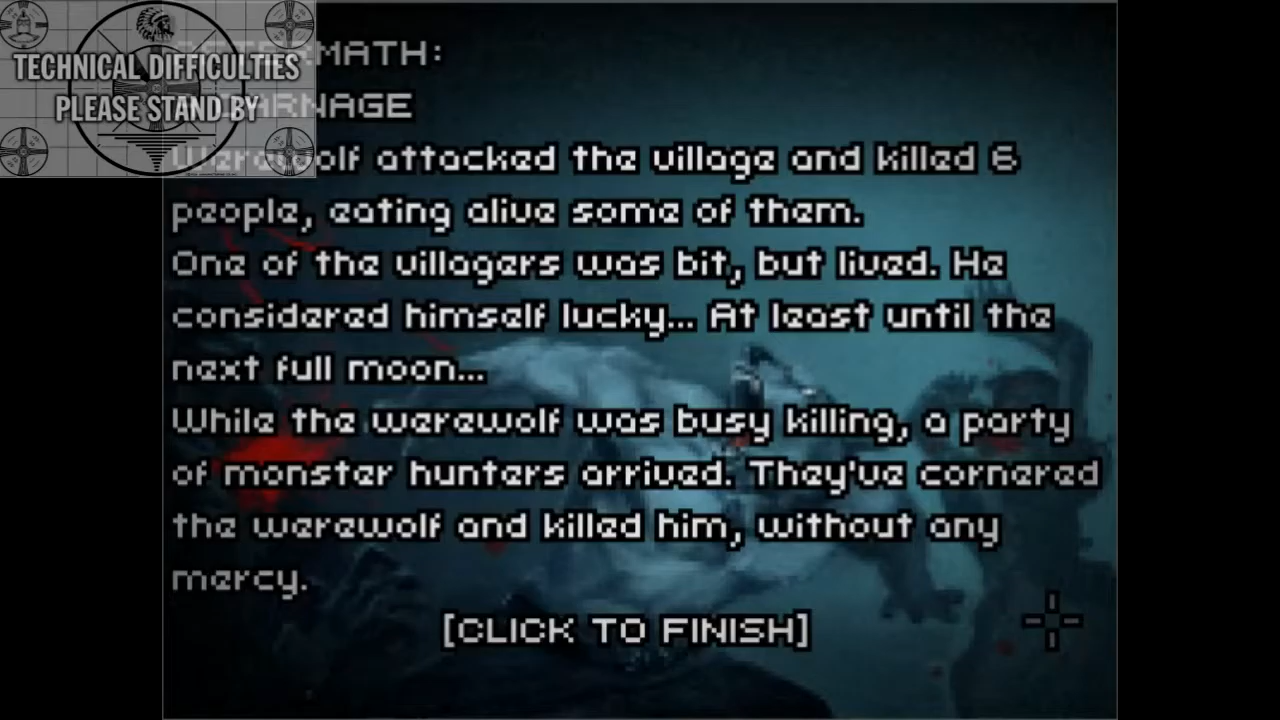 TECHNICAL DIFFICULTIES
PLEASE STAND BY
AFTERMATH:
CARNAGE
Werewolf attacked the village and killed 6
people, eating alive some of them.
One of the villagers was bit, but lived. He
considered himself lucky... At least until the
next full moon...
While the werewolf was busy killing, a party
of monster hunters arrived. They've cornered
the werewolf and killed him, without any
mercy.
[CLICK TO FINISH]